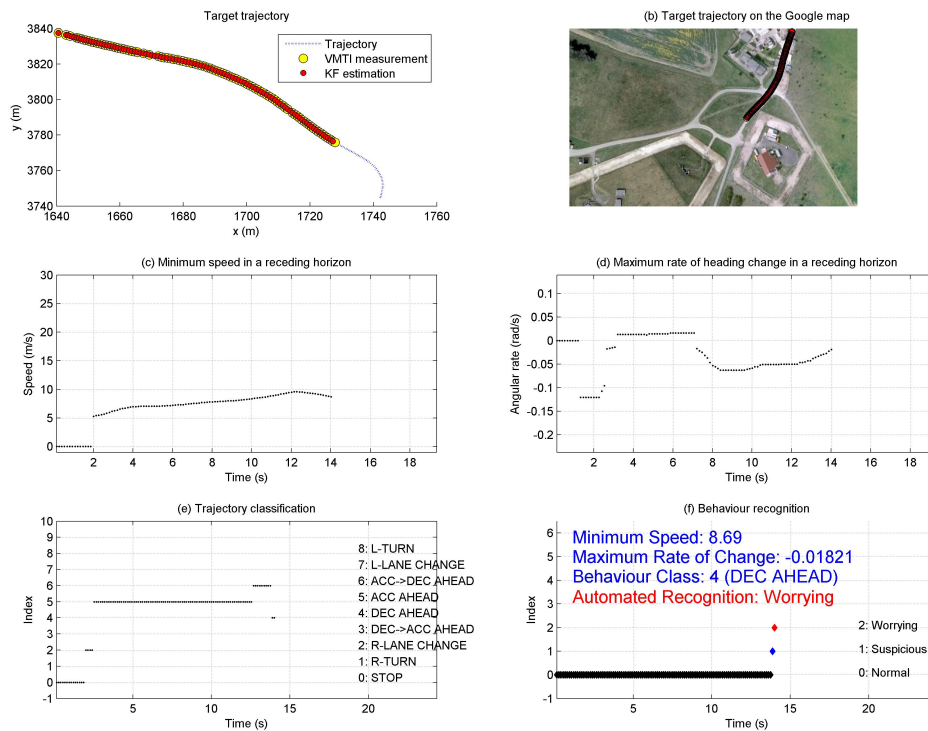 Target trajectory
3840
3820
3800
3780
3760
3740
y (m)
Trajectory
VMTI measurement
KF estimation
1640 1660 1680 1700 1720 1740 1760
x (m)
(b) Target trajectory on the Google map
(c) Minimum speed in a receding horizon
30
25
20
15
10
5
0
Speed (m/s)
2 4 6 8 10 12 14 16 18
Time (s)
(d) Maximum rate of heading change in a receding horizon
0.1
0.05
0
-0.05
-0.1
-0.15
-0.2
Angular rate (rad/s)
2 4 6 8 10 12 14 16 18
Time (s)
(e) Trajectory classification
10
9
8
7
6
5
4
3
2
1
0
-1
Index
8: L-TURN
7: L-LANE CHANGE
6: ACC->DEC AHEAD
5: ACC AHEAD
4: DEC AHEAD
3: DEC->ACC AHEAD
2: R-LANE CHANGE
1: R-TURN
0: STOP
0 5 10 15 20
Time (s)
(f) Behaviour recognition
6
5
4
3
2
1
0
-1
Index
Minimum Speed: 8.69
Maximum Rate of Change: -0.01821
Behaviour Class: 4 (DEC AHEAD)
Automated Recognition: Worrying
2: Worrying
1: Suspicious
0: Normal
0 5 10 15 20
Time (s)